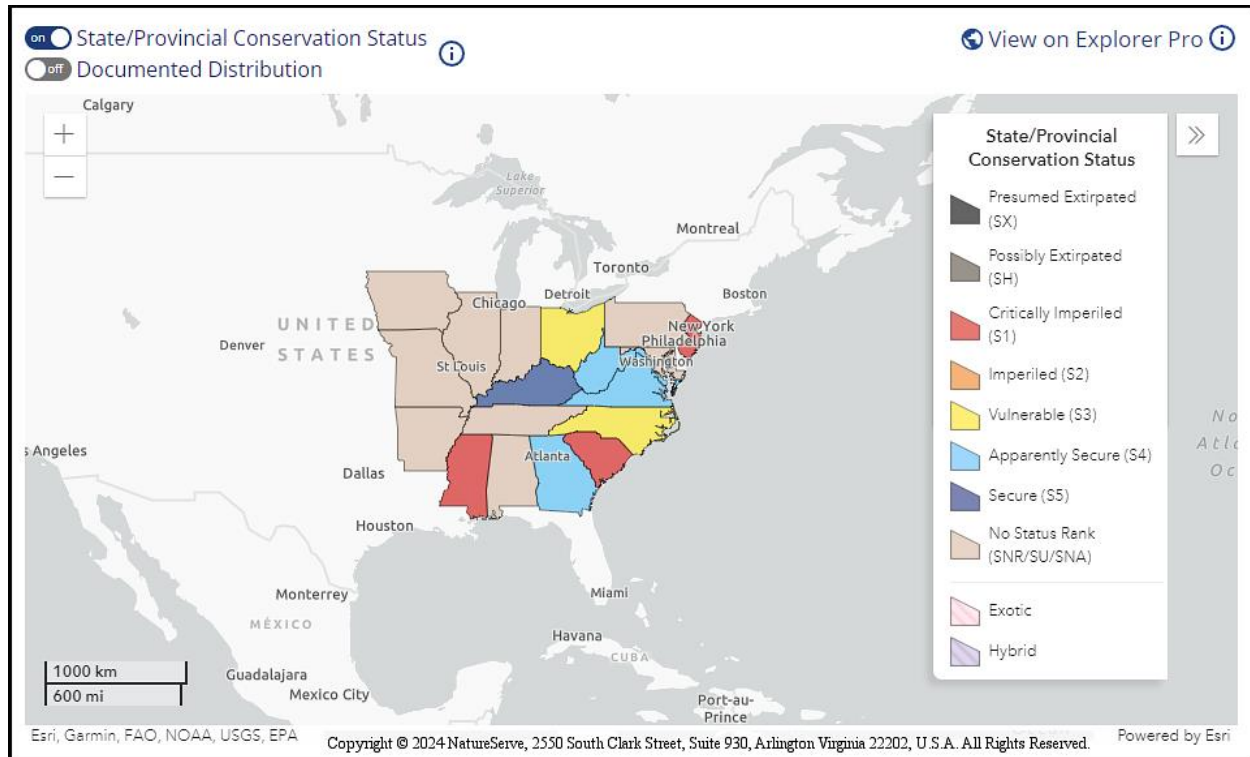 on State/Provincial Conservation Status
off Documented Distribution
View on Explorer Pro
Calgary
Lake
Superior
Montreal
Toronto
Boston
Detroit
Chicago
New York
Philadelphia
UNITED
STATES
Denver
St Louis
Washington
s Angeles
Atlanta
Dallas
Houston
Monterrey
Miami
MÉXICO
Havana
CUBA
Guadalajara
Mexico City
Port-au-
Prince
No
Atl
Oc
1000 km
600 mi
State/Provincial
Conservation Status
Presumed Extirpated
(SX)
Possibly Extirpated
(SH)
Critically Imperiled
(S1)
Imperiled (S2)
Vulnerable (S3)
Apparently Secure (S4)
Secure (S5)
No Status Rank
(SNR/SU/SNA)
Exotic
Hybrid
Esri, Garmin, FAO, NOAA, USGS, EPA
Copyright © 2024 NatureServe, 2550 South Clark Street, Suite 930, Arlington Virginia 22202, U.S.A. All Rights Reserved.
Powered by Esri